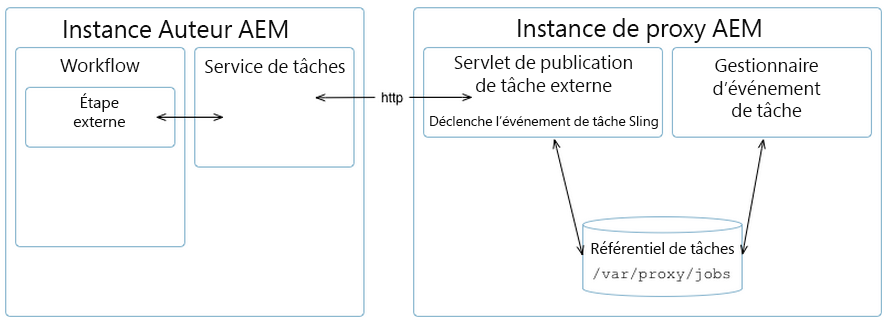 Instance Auteur AEM
Workflow
Étape
externe
Service de tâches
http
Instance de proxy AEM
Servlet de publication
de tâche externe
Déclenche l’événement de tâche Sling
Gestionnaire
d’événement
de tâche
Référentiel de tâches
/var/proxy/jobs